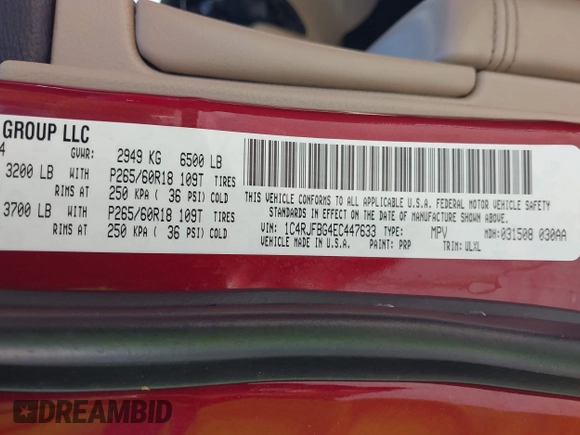 GROUP LLC
4
GVWR: 2949 KG 6500 LB
3200 LB WITH P265/60R18 109T TIRES
RIMS AT 250 KPA ( 36 PSI) COLD
3700 LB WITH P265/60R18 109T TIRES
RIMS AT 250 KPA ( 36 PSI) COLD
THIS VEHICLE CONFORMS TO ALL APPLICABLE U.S.A. FEDERAL MOTOR VEHICLE SAFETY
STANDARDS IN EFFECT ON THE DATE OF MANUFACTURE SHOWN ABOVE.
VIN: 1C4RJFBG4EC447633 TYPE: MPV MDH:031508 030AA
VEHICLE MADE IN U.S.A. PAINT: PRP TRIM: ULXL
DREAMBID